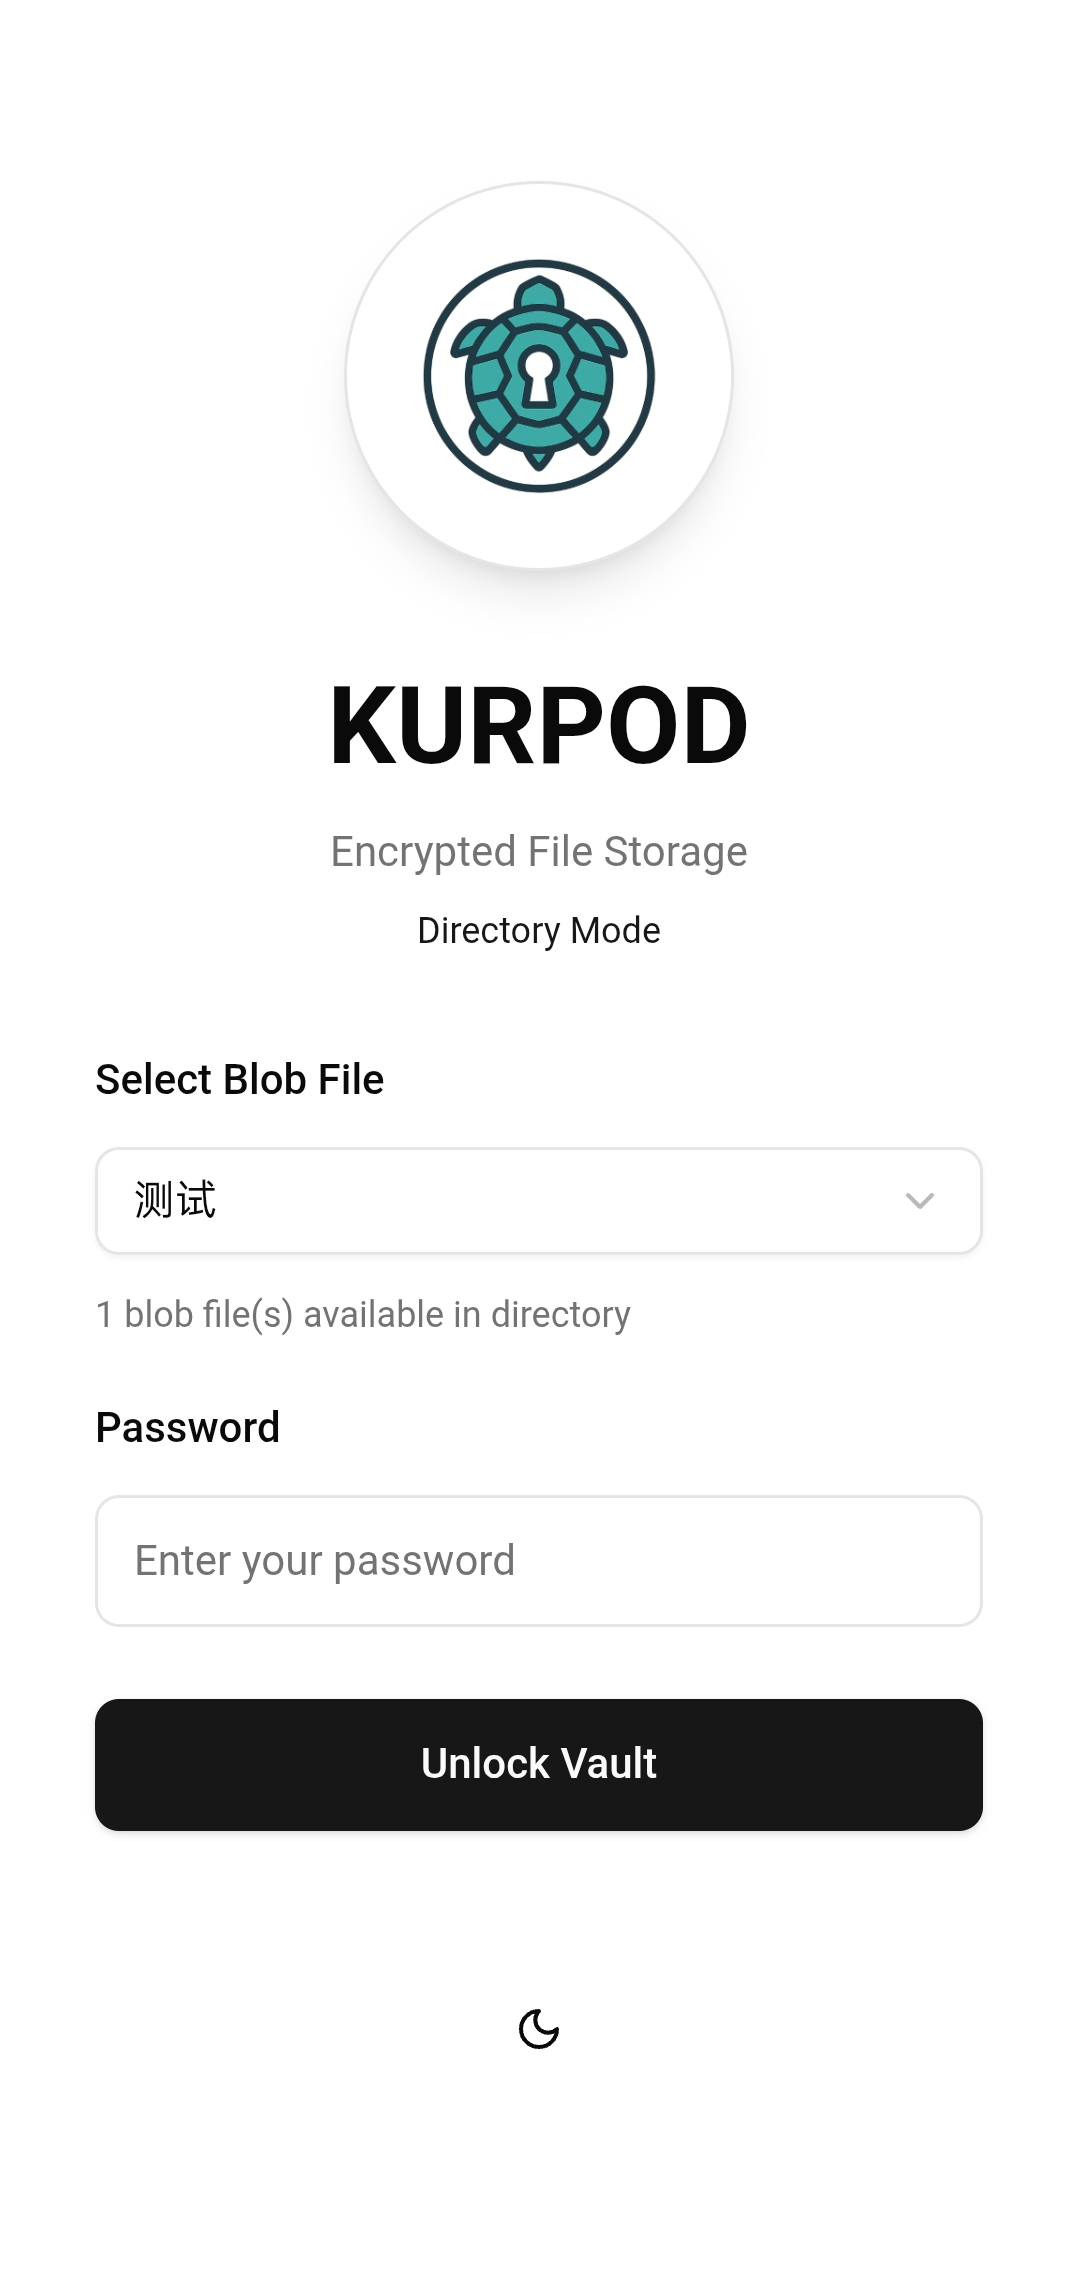 KURPOD
Encrypted File Storage
Directory Mode
Select Blob File
测试
1 blob file(s) available in directory
Password
Enter your password
Unlock Vault